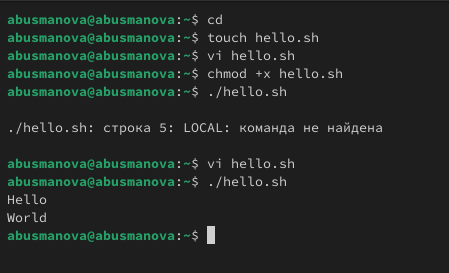 abusmanova@abusmanova:~$ cd
abusmanova@abusmanova:~$ touch hello.sh
abusmanova@abusmanova:~$ vi hello.sh
abusmanova@abusmanova:~$ chmod +x hello.sh
abusmanova@abusmanova:~$ ./hello.sh
./hello.sh: строка 5: LOCAL: команда не найдена
abusmanova@abusmanova:~$ vi hello.sh
abusmanova@abusmanova:~$ ./hello.sh
Hello
World
abusmanova@abusmanova:~$